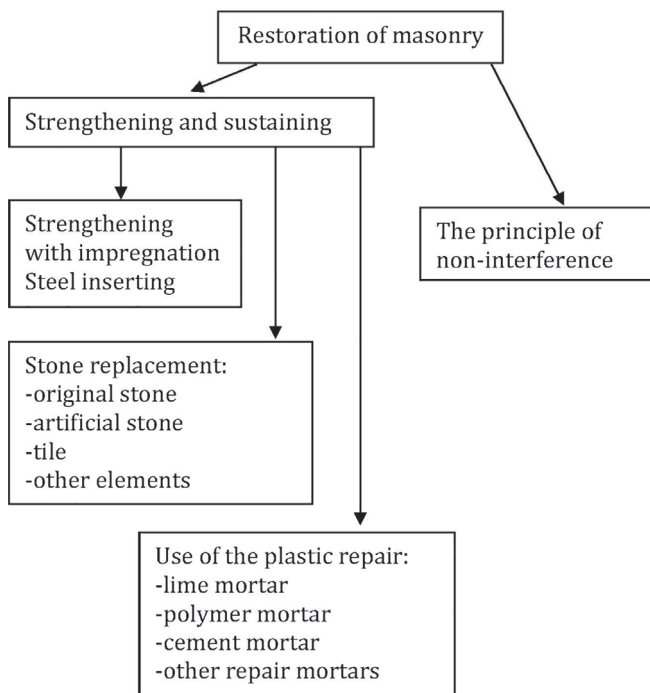 Restoration of masonry
Strengthening and sustaining
Strengthening
with impregnation
Steel inserting
The principle of
non-interference
Stone replacement:
-original stone
-artificial stone
-tile
-other elements
Use of the plastic repair:
-lime mortar
-polymer mortar
-cement mortar
-other repair mortars